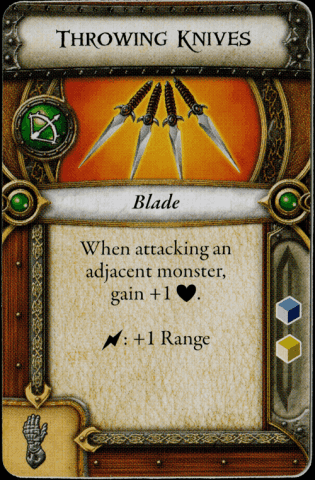 THROWING KNIVES
Blade
When attacking an
adjacent monster,
gain +1 ♥.
: +1 Range